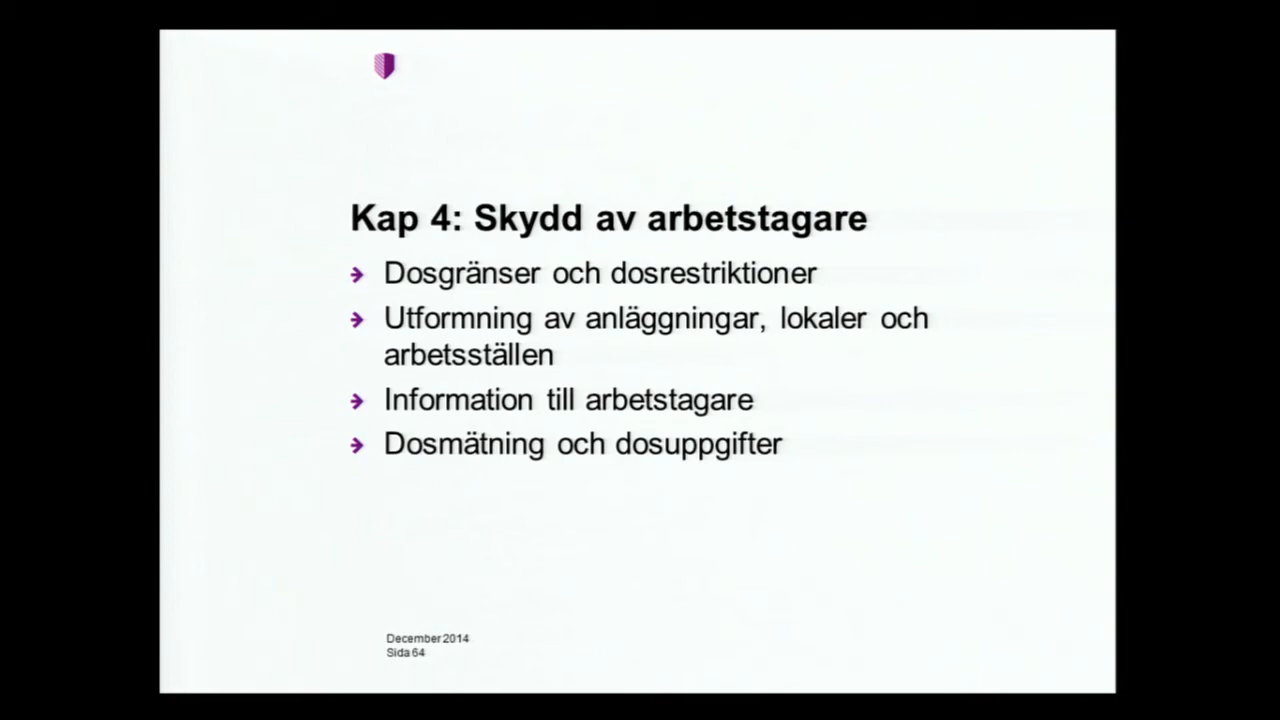 Kap 4: Skydd av arbetstagare
Dosgränser och dosrestriktioner
Utformning av anläggningar, lokaler och
arbetsställen
Information till arbetstagare
Dosmätning och dosuppgifter
December 2014
Sida 64